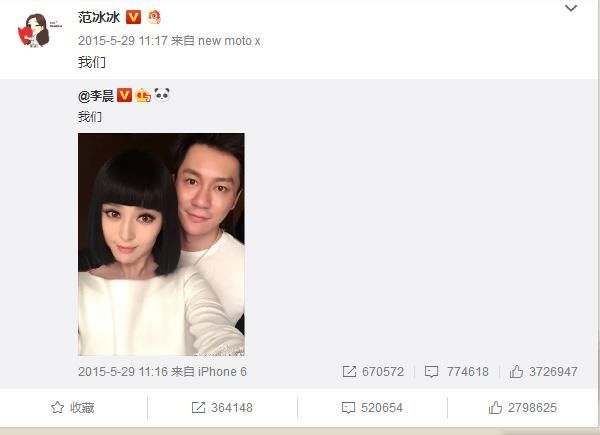 范冰冰
2015-5-29 11:17 来自 new moto x
我们
@李晨
我们
2015-5-29 11:16 来自 iPhone 6 670572 774618 3726947
收藏 364148 520654 2798625